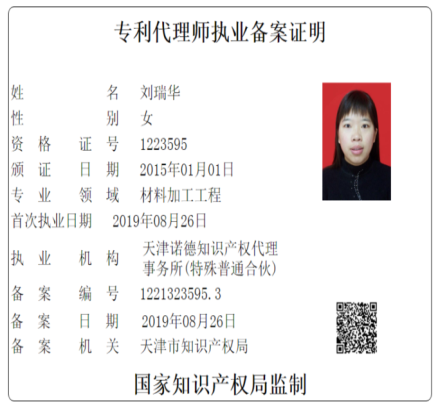 专利代理师执业备案证明
姓 名 刘瑞华
性 别 女
资 格 证 号 1223595
颁 证 日 期 2015年01月01日
专 业 领 域 材料加工工程
首次执业日期 2019年08月26日
执 业 机 构 天津诺德知识产权代理
事务所(特殊普通合伙)
备 案 编 号 1221323595.3
备 案 日 期 2019年08月26日
备 案 机 关 天津市知识产权局
国家知识产权局监制